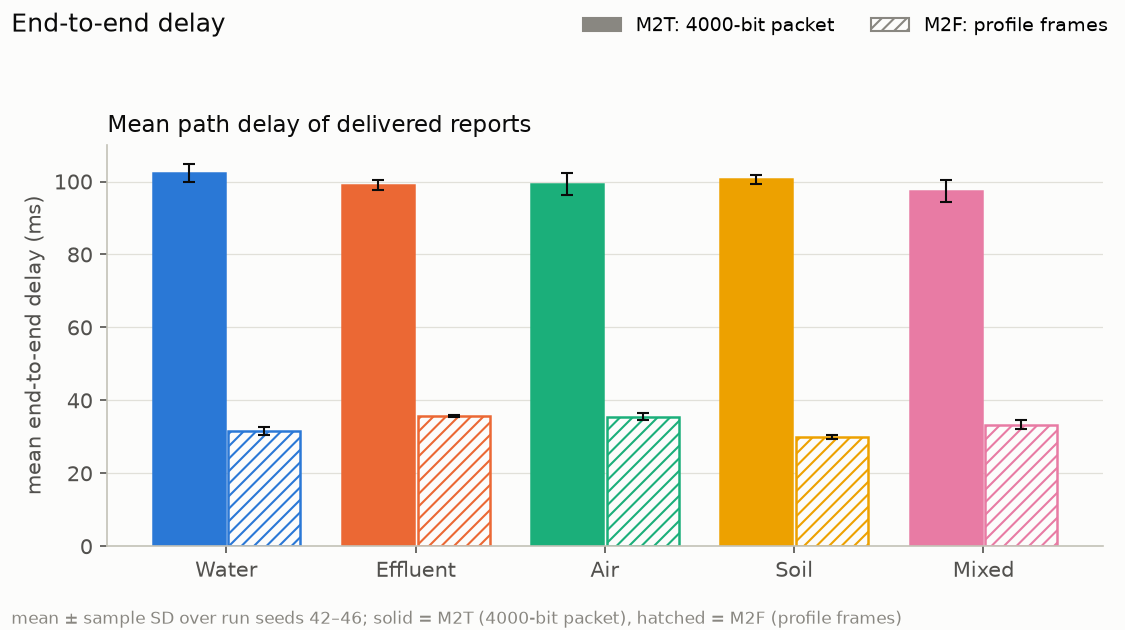 End-to-end delay
M2T: 4000-bit packet
M2F: profile frames
Mean path delay of delivered reports
mean end-to-end delay (ms)
100
80
60
40
20
0
Water
Effluent
Air
Soil
Mixed
mean ± sample SD over run seeds 42–46; solid = M2T (4000-bit packet), hatched = M2F (profile frames)